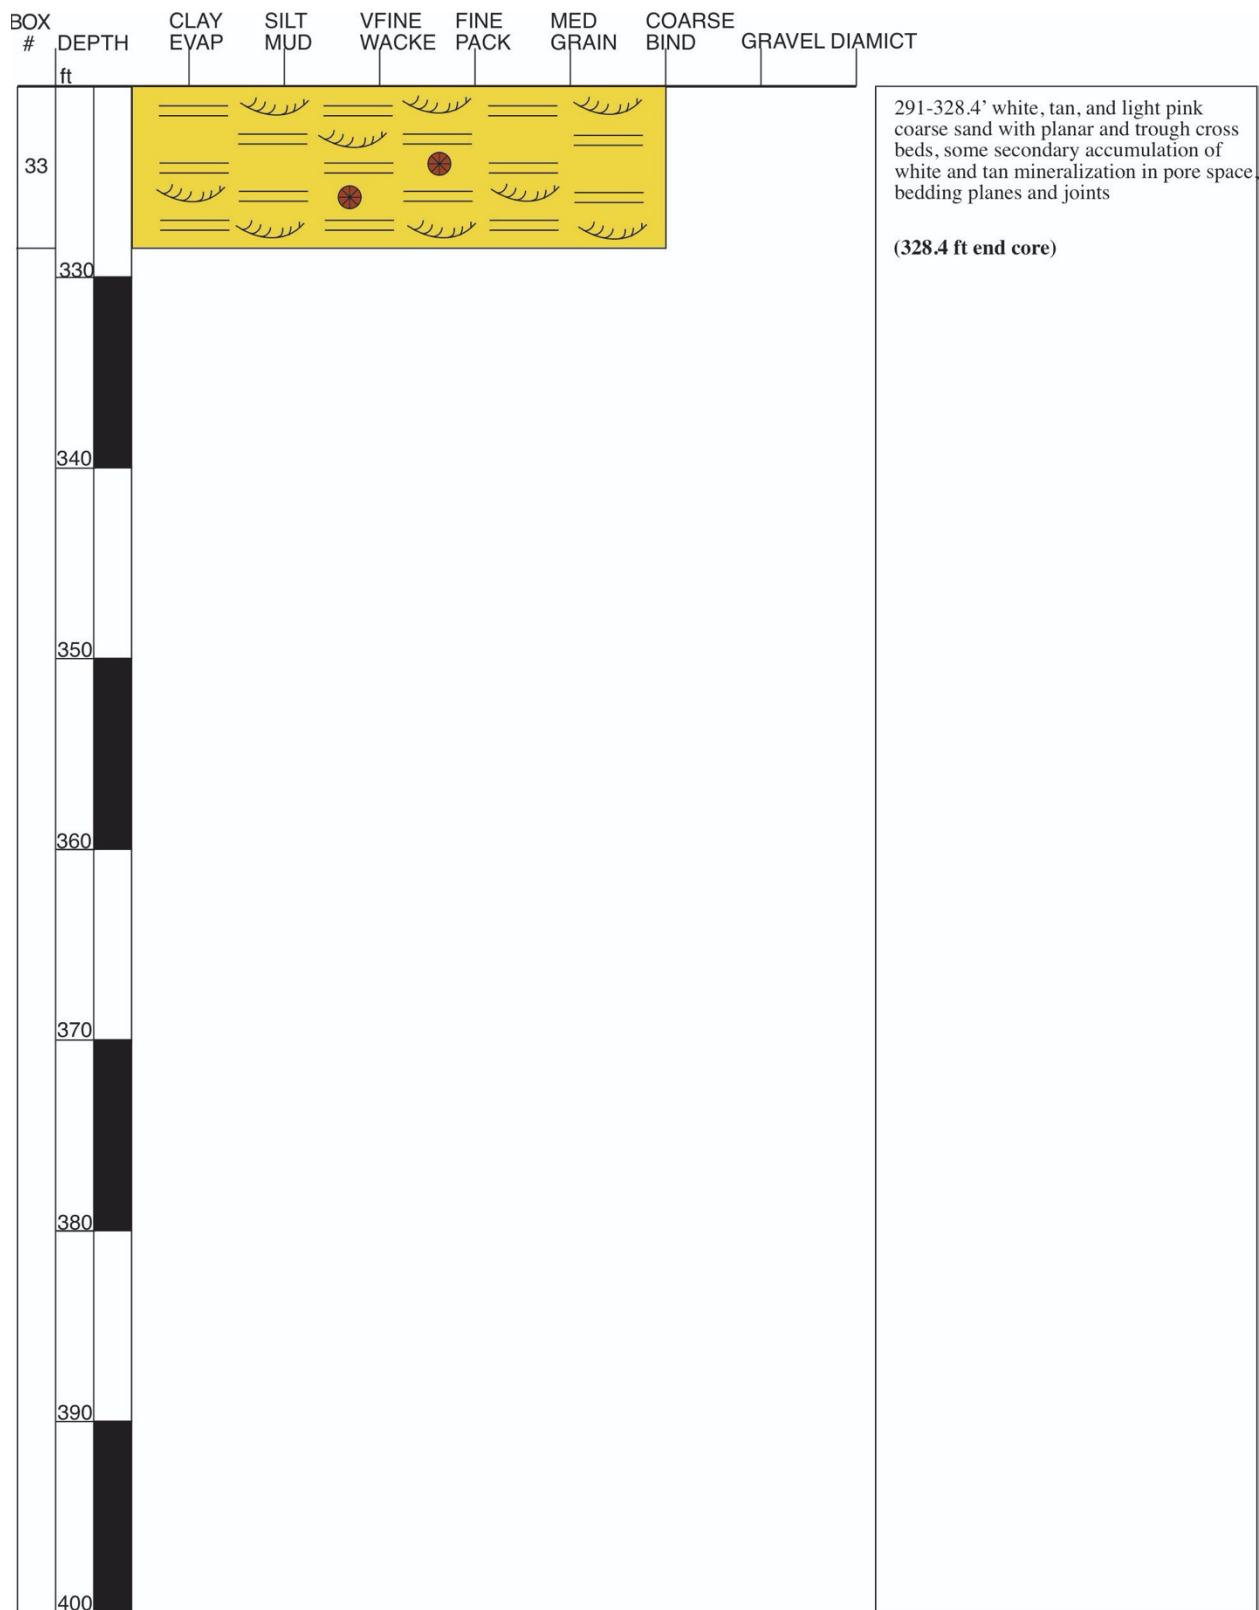 BOX
#
DEPTH
ft
CLAY
EVAP
SILT
MUD
VFINE
WACKE
FINE
PACK
MED
GRAIN
COARSE
BIND
GRAVEL
DIAMICT
33
291-328.4’ white, tan, and light pink
coarse sand with planar and trough cross
beds, some secondary accumulation of
white and tan mineralization in pore space,
bedding planes and joints
(328.4 ft end core)
330
340
350
360
370
380
390
400